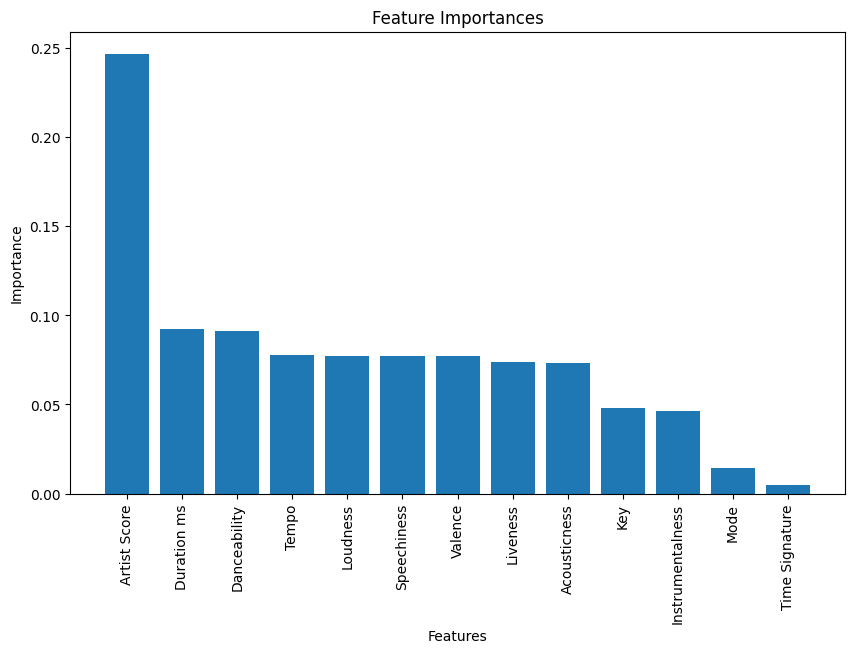 Feature Importances
Importance
0.25
0.20
0.15
0.10
0.05
0.00
Artist Score
Duration ms
Danceability
Tempo
Loudness
Speechiness
Valence
Liveness
Acousticness
Key
Instrumentalness
Mode
Time Signature
Features